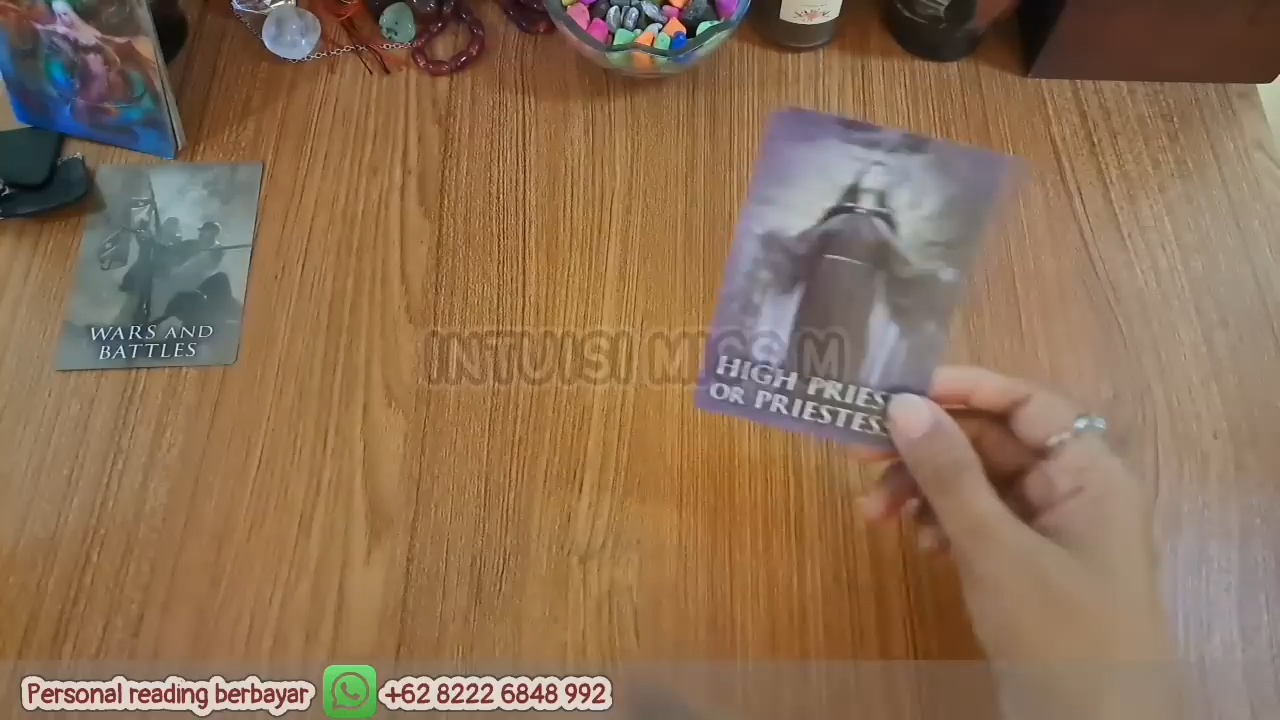 WARS AND
BATTLES
HIGH PRIES
OR PRIESTES
INTUISI M
Personal reading berbayar
+62 8222 6848 992